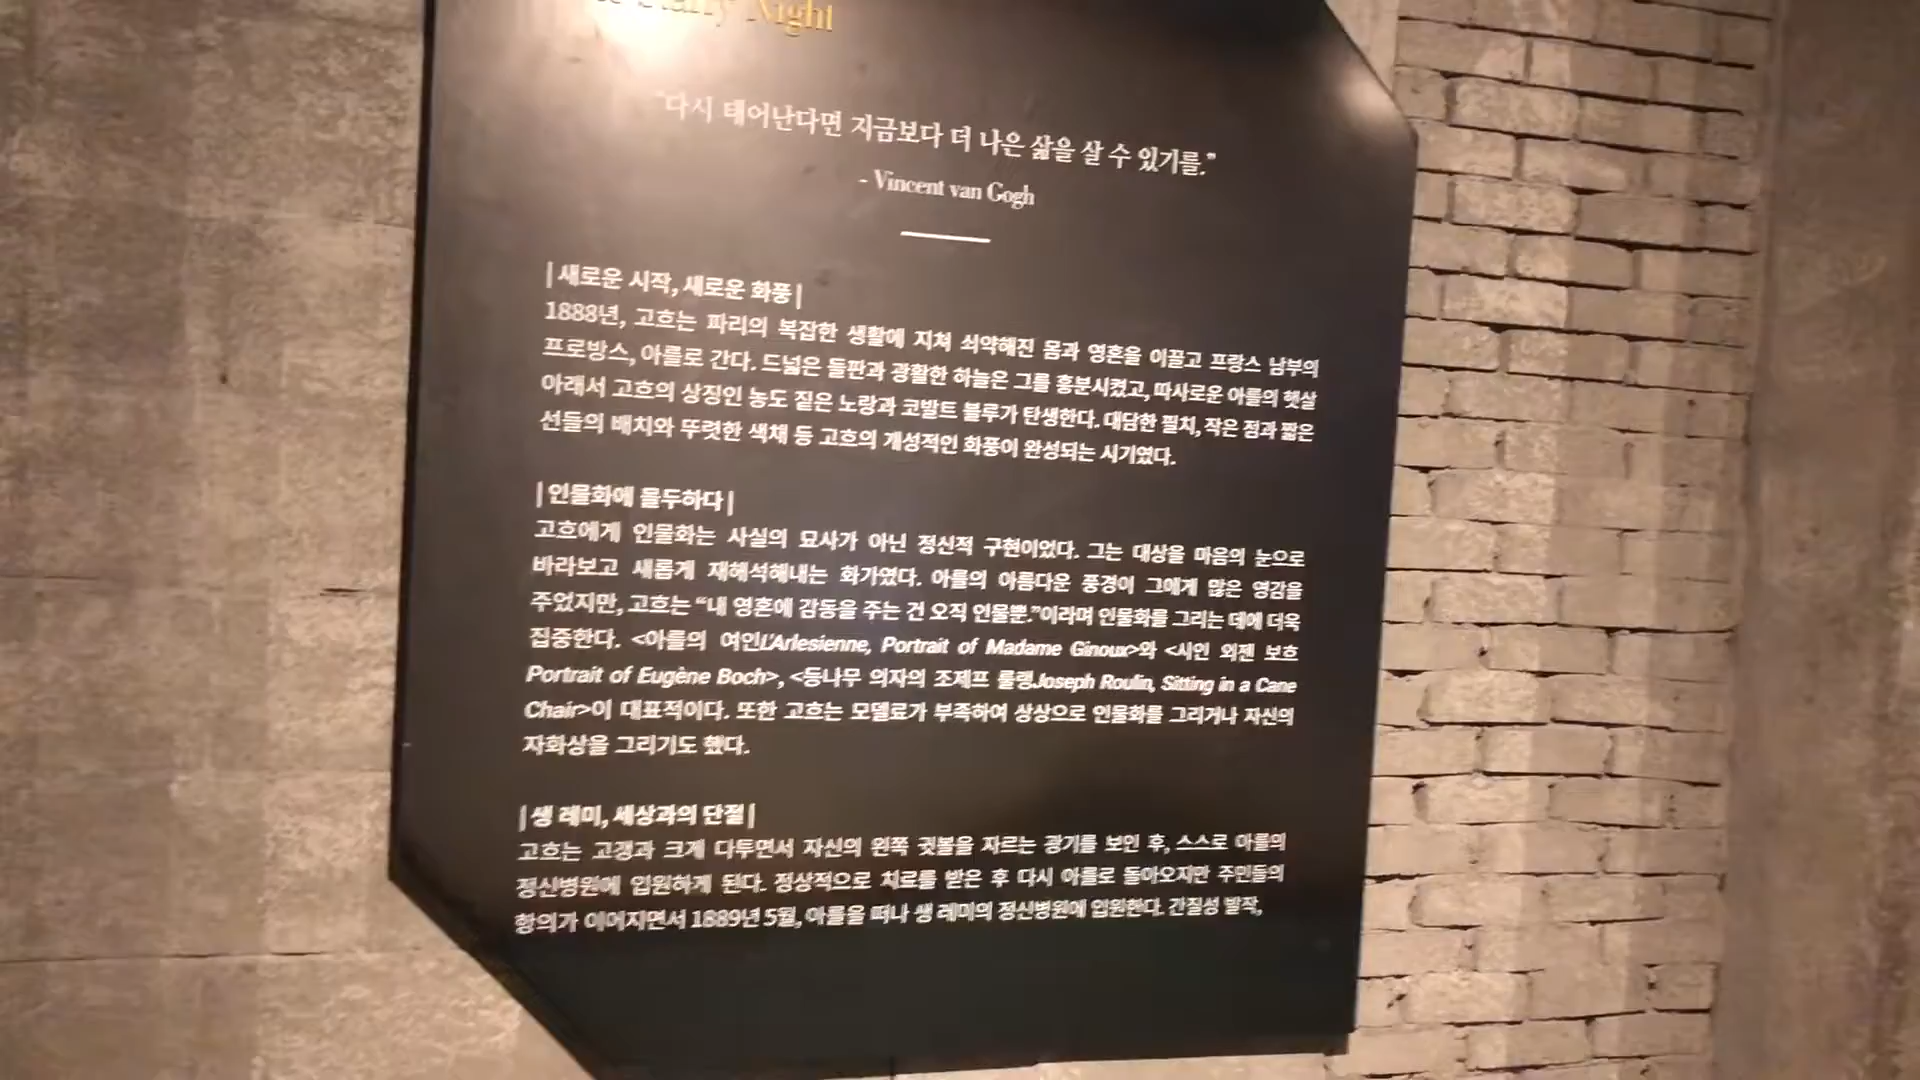 Starry Night
“다시 태어난다면 지금보다 더 나은 삶을 살 수 있기를.”
- Vincent van Gogh
| 새로운 시작, 새로운 화풍 |
1888년, 고흐는 파리의 복잡한 생활에 지쳐 쇠약해진 몸과 영혼을 이끌고 프랑스 남부의
프로방스, 아를로 간다. 드넓은 들판과 광활한 하늘은 그를 흥분시켰고, 따사로운 아를의 햇살
아래서 고흐의 상징인 농도 짙은 노랑과 코발트 블루가 탄생한다. 대담한 필치, 작은 점과 짧은
선들의 배치와 뚜렷한 색채 등 고흐의 개성적인 화풍이 완성되는 시기였다.
| 인물화에 몰두하다 |
고흐에게 인물화는 사실의 묘사가 아닌 정신적 구현이었다. 그는 대상을 마음의 눈으로
바라보고 새롭게 재해석해내는 화가였다. 아를의 아름다운 풍경이 그에게 많은 영감을
주었지만, 고흐는 “내 영혼에 감동을 주는 건 오직 인물뿐.”이라며 인물화를 그리는 데에 더욱
집중한다. <아를의 여인L'Arlesienne, Portrait of Madame Ginoux>와 <시인 외젠 보흐
Portrait of Eugène Boch>, <등나무 의자의 조제프 룰랭Joseph Roulin, Sitting in a Cane
Chair>이 대표적이다. 또한 고흐는 모델료가 부족하여 상상으로 인물화를 그리거나 자신의
자화상을 그리기도 했다.
| 생 레미, 세상과의 단절 |
고흐는 고갱과 크게 다투면서 자신의 왼쪽 귓볼을 자르는 광기를 보인 후, 스스로 아를의
정신병원에 입원하게 된다. 정상적으로 치료를 받은 후 다시 아를로 돌아오지만 주민들의
항의가 이어지면서 1889년 5월, 아를을 떠나 생 레미의 정신병원에 입원한다. 간질성 발작,